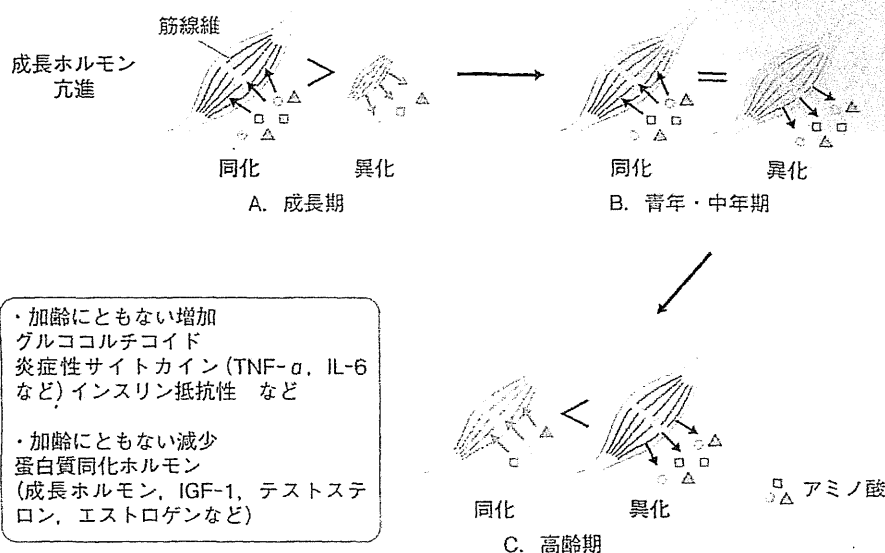 筋線維
成長ホルモン
亢進
>
同化
異化
A. 成長期
=
同化
異化
B. 青年・中年期
・加齢にともない増加
グルココルチコイド
炎症性サイトカイン(TNF-α, IL-6
など)インスリン抵抗性 など
・加齢にともない減少
蛋白質同化ホルモン
(成長ホルモン, IGF-1, テストステ
ロン, エストロゲンなど)
<
同化
異化
C. 高齢期
アミノ酸